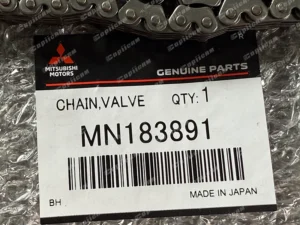 MITSUBISHI
MOTORS
GENUINE PARTS
CHAIN,VALVE QTY:1
MN183891
BH MADE IN JAPAN